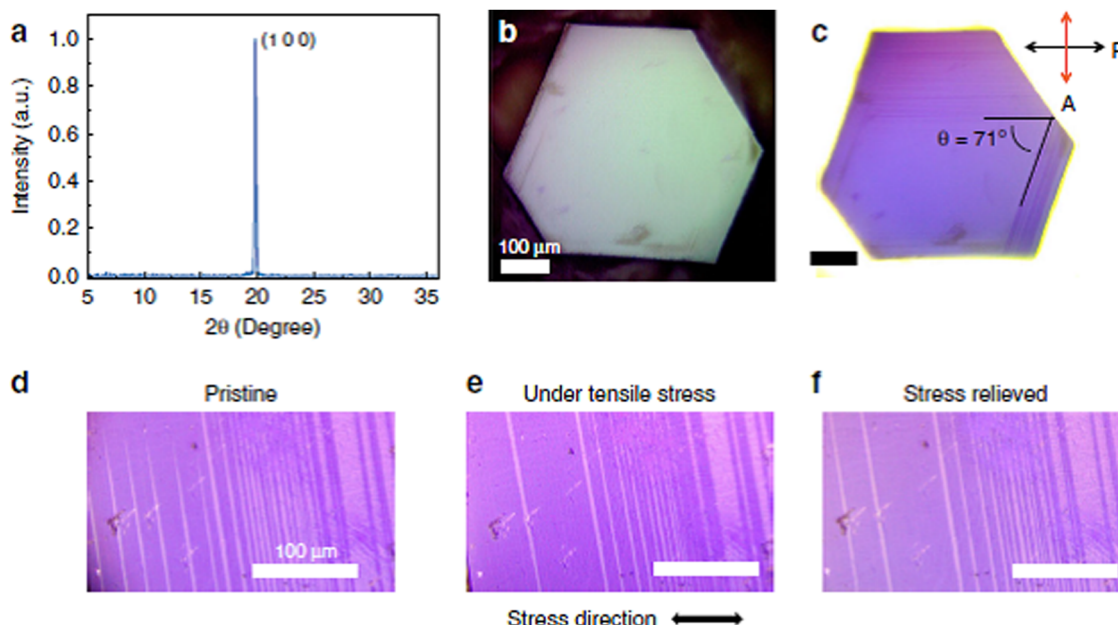 a
1.0
0.8
0.6
0.4
0.2
0.0
Intensity (a.u.)
(1 0 0)
5 10 15 20 25 30 35
2θ (Degree)
b
100 μm
c
P
A
θ = 71°
d
Pristine
100 μm
e
Under tensile stress
f
Stress relieved
Stress direction